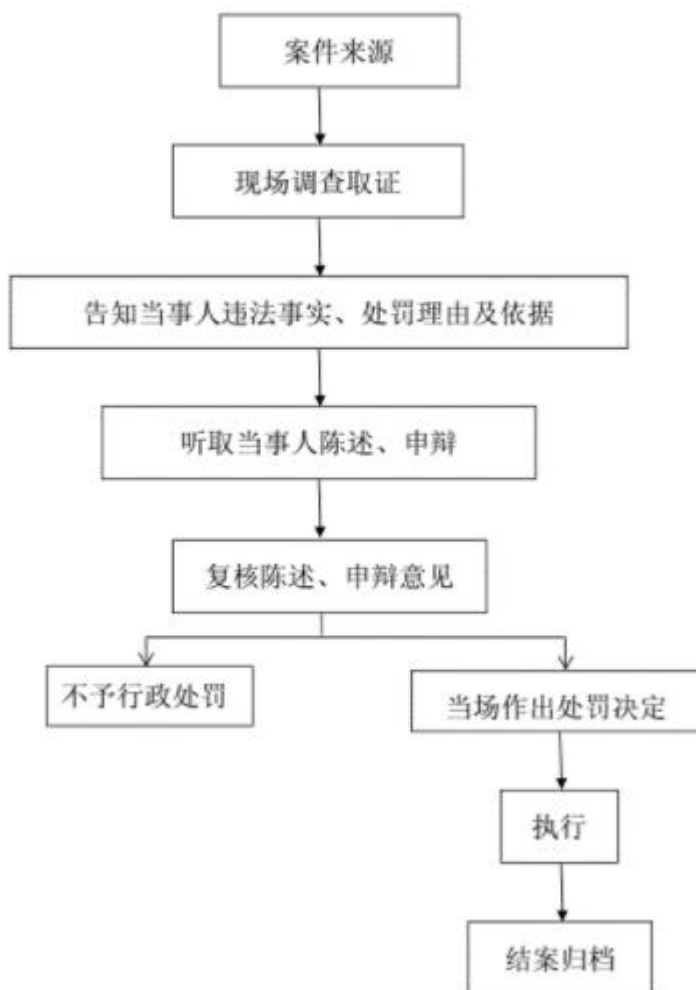 案件来源
现场调查取证
告知当事人违法事实、处罚理由及依据
听取当事人陈述、申辩
复核陈述、申辩意见
不予行政处罚
当场作出处罚决定
执行
结案归档